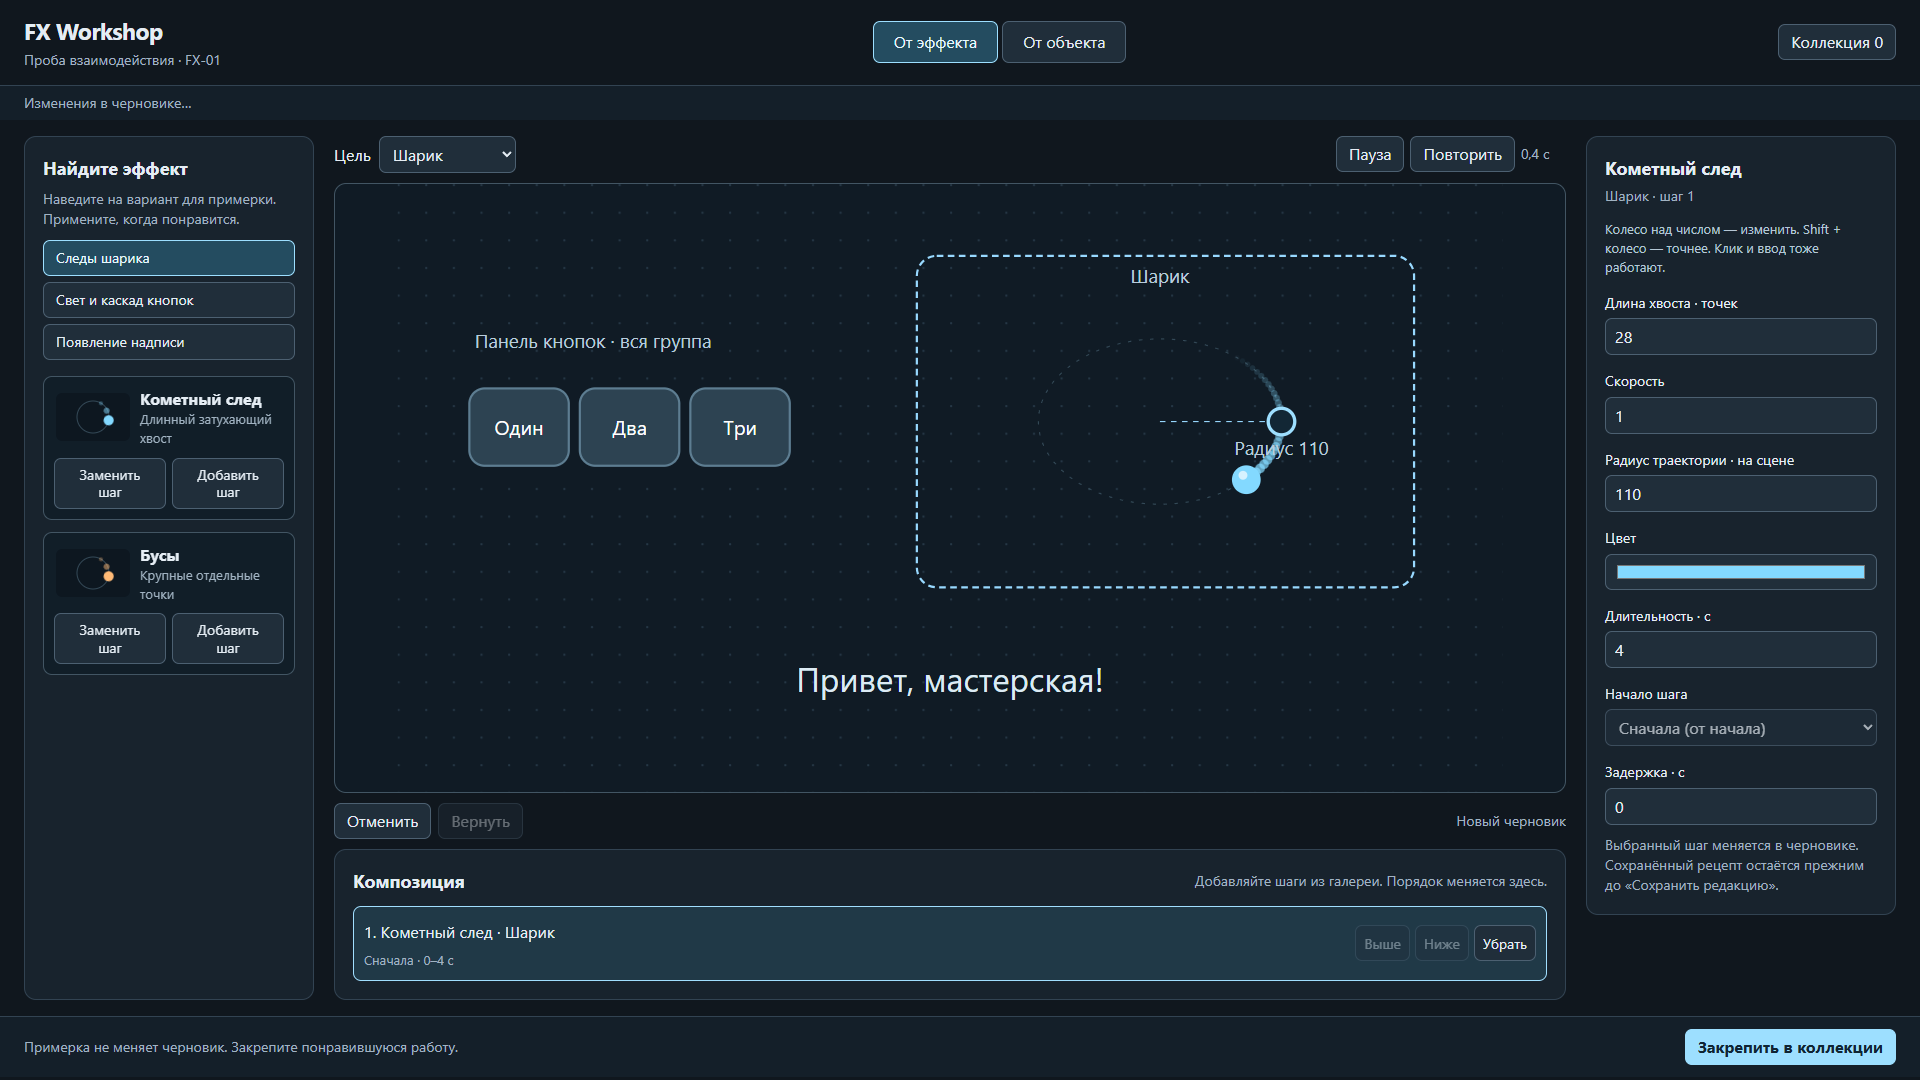 FX Workshop
Проба взаимодействия · FX-01
От эффекта
От объекта
Коллекция 0
Изменения в черновике...
Найдите эффект
Наведите на вариант для примерки.
Примените, когда понравится.
Следы шарика
Свет и каскад кнопок
Появление надписи
Кометный след
Длинный затухающий
хвост
Заменить
шаг
Добавить
шаг
Бусы
Крупные отдельные
точки
Заменить
шаг
Добавить
шаг
Цель
Шарик
Пауза
Повторить
0,4 с
Шарик
Панель кнопок · вся группа
Один
Два
Три
Радиус 110
Привет, мастерская!
Отменить
Вернуть
Новый черновик
Композиция
Добавляйте шаги из галереи. Порядок меняется здесь.
1. Кометный след · Шарик
Сначала · 0–4 с
Выше
Ниже
Убрать
Кометный след
Шарик · шаг 1
Колесо над числом — изменить. Shift +
колесо — точнее. Клик и ввод тоже
работают.
Длина хвоста · точек
28
Скорость
1
Радиус траектории · на сцене
110
Цвет
Длительность · с
4
Начало шага
Сначала (от начала)
Задержка · с
0
Выбранный шаг меняется в черновике.
Сохранённый рецепт остаётся прежним
до «Сохранить редакцию».
Примерка не меняет черновик. Закрепите понравившуюся работу.
Закрепить в коллекции